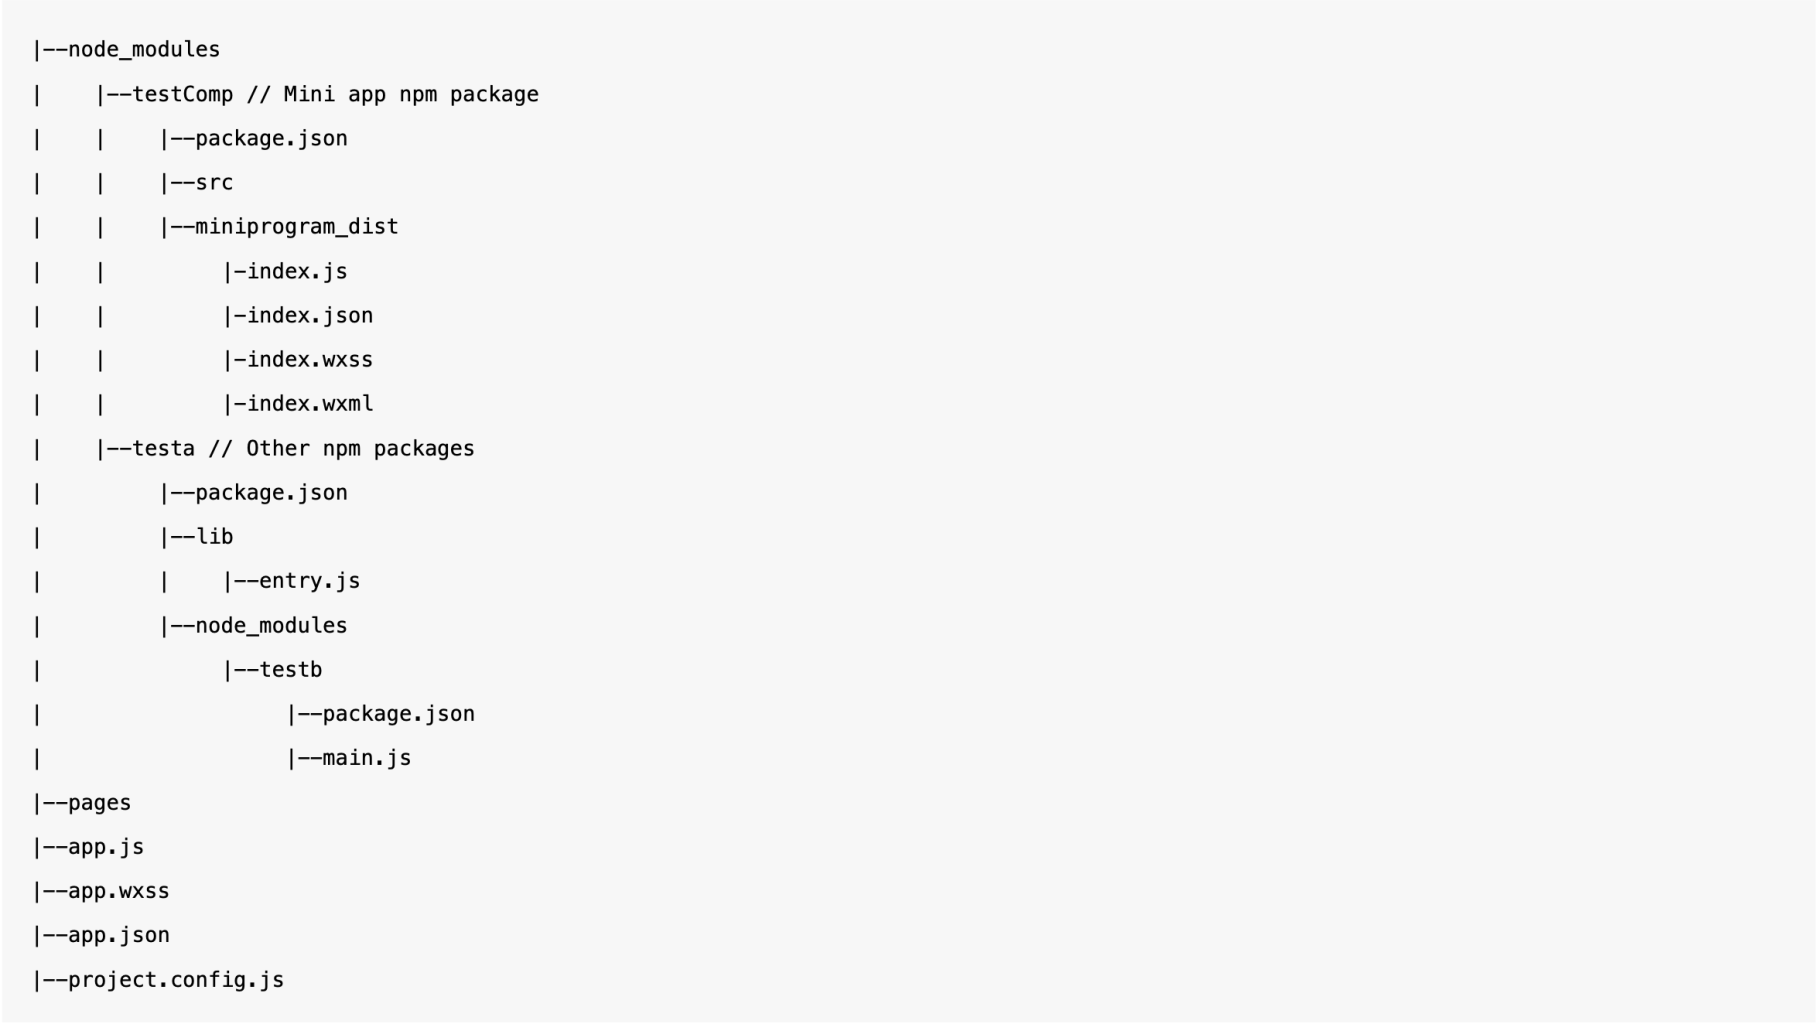 |--node_modules
|    |--testComp // Mini app npm package
|    |    |--package.json
|    |    |--src
|    |    |--miniprogram_dist
|    |         |-index.js
|    |         |-index.json
|    |         |-index.wxss
|    |         |-index.wxml
|    |--testa // Other npm packages
|         |--package.json
|         |--lib
|         |    |--entry.js
|         |--node_modules
|              |--testb
|                   |--package.json
|                   |--main.js
|--pages
|--app.js
|--app.wxss
|--app.json
|--project.config.js